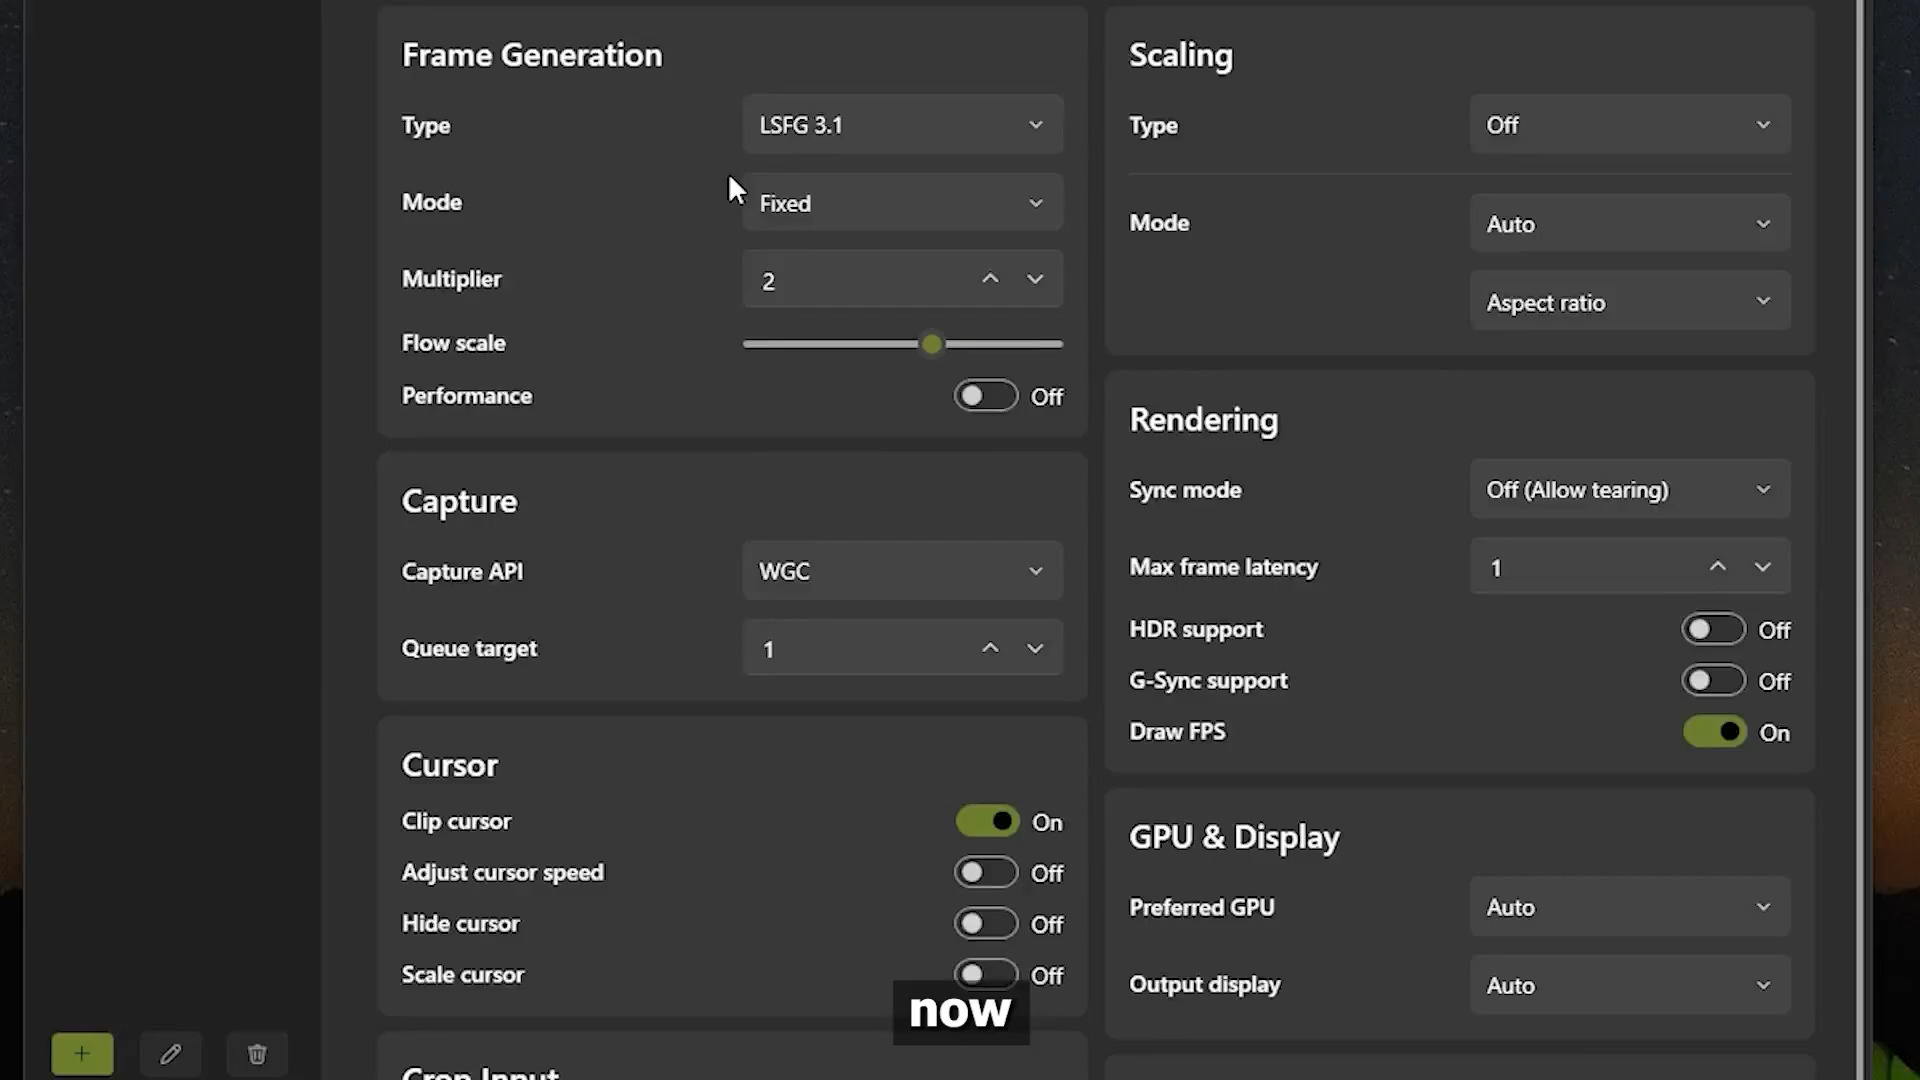 Frame Generation
Type
LSFG 3.1
Mode
Fixed
Multiplier
2
Flow scale
Performance
Off
Capture
Capture API
WGC
Queue target
1
Cursor
Clip cursor
On
Adjust cursor speed
Off
Hide cursor
Off
Scale cursor
Off
Crop Input
Scaling
Type
Off
Mode
Auto
Aspect ratio
Rendering
Sync mode
Off (Allow tearing)
Max frame latency
1
HDR support
Off
G-Sync support
Off
Draw FPS
On
GPU & Display
Preferred GPU
Auto
Output display
Auto
now